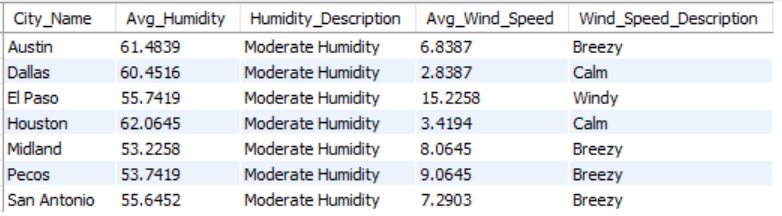 City_Name Avg_Humidity Humidity_Description Avg_Wind_Speed Wind_Speed_Description
Austin 61.4839 Moderate Humidity 6.8387 Breezy
Dallas 60.4516 Moderate Humidity 2.8387 Calm
El Paso 55.7419 Moderate Humidity 15.2258 Windy
Houston 62.0645 Moderate Humidity 3.4194 Calm
Midland 53.2258 Moderate Humidity 8.0645 Breezy
Pecos 53.7419 Moderate Humidity 9.0645 Breezy
San Antonio 55.6452 Moderate Humidity 7.2903 Breezy